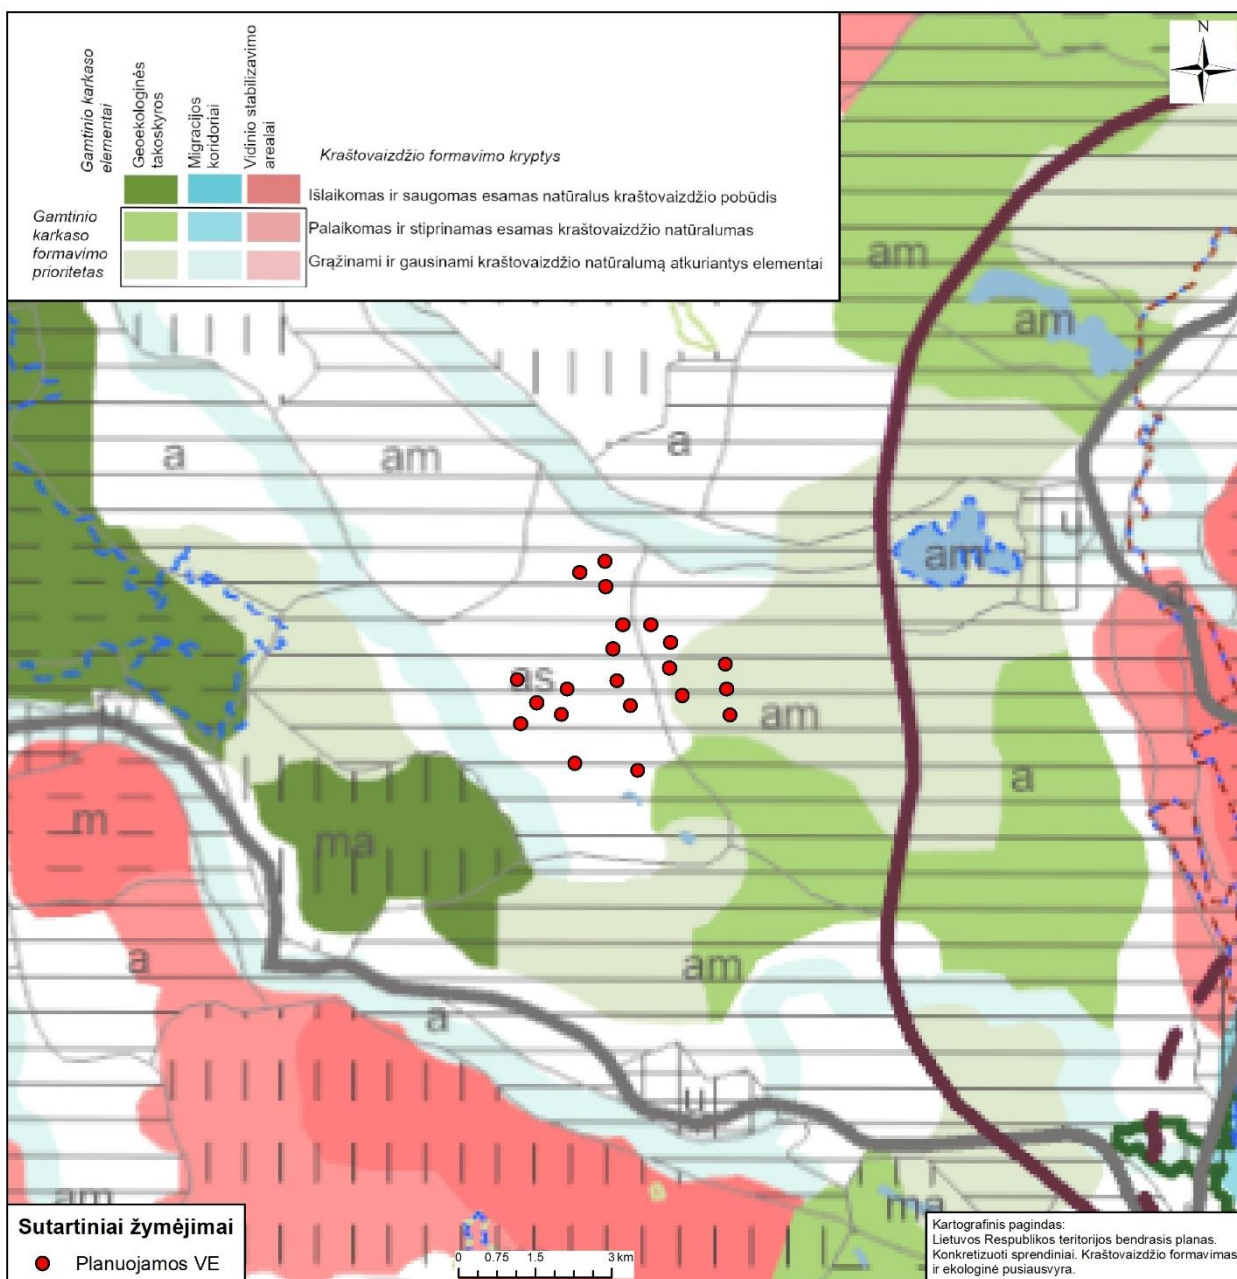 Gamtinio karkaso
elementai
Geoekologinės
takoskyros
Migracijos
koridoriai
Vidinio stabilizavimo
arealai
Kraštovaizdžio formavimo kryptys
Išlaikomas ir saugomas esamas natūralus kraštovaizdžio pobūdis
Gamtinio
karkaso
formavimo
prioritetas
Palaikomas ir stiprinamas esamas kraštovaizdžio natūralumas
Grąžinami ir gausinami kraštovaizdžio natūralumą atkuriantys elementai
N
am
am
a
am
a
am
u
a
as
am
u
a
m
ma
a
am
a
u
am
ma
Sutartiniai žymėjimai
Planuojamos VE
0 0.75 1.5 3 km
Kartografinis pagindas:
Lietuvos Respublikos teritorijos bendrasis planas.
Konkretizuoti sprendiniai. Kraštovaizdžio formavimas
ir ekologinė pusiausvyra.